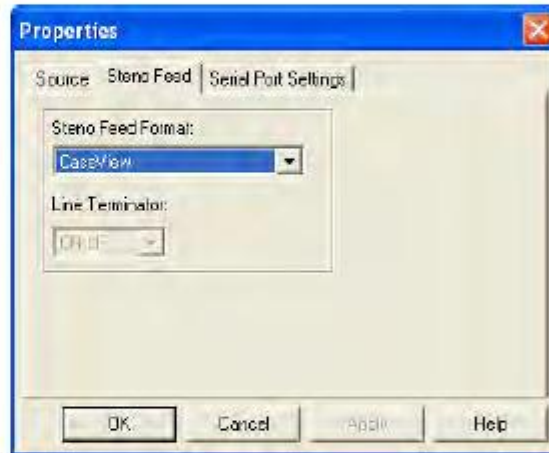 Properties
Source Steno Feed Serial Port Settings
Steno Feed Format:
CaseView
Line Terminator:
CR-LF
OK Cancel Apply Help